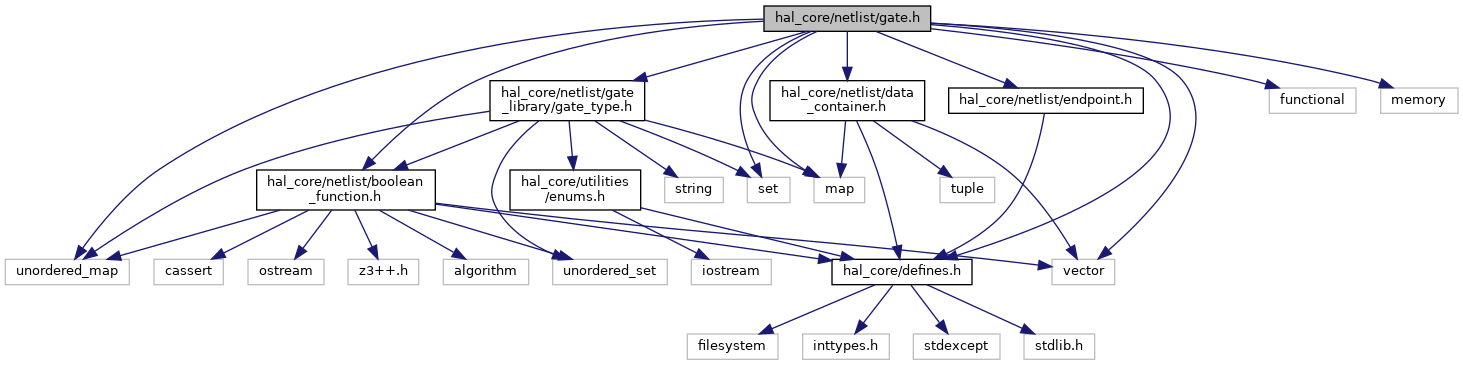 hal_core/netlist/gate.h
hal_core/netlist/gate
_library/gate_type.h
hal_core/netlist/data
_container.h
hal_core/netlist/endpoint.h
functional
memory
hal_core/netlist/boolean
_function.h
hal_core/utilities
/enums.h
string
set
map
tuple
unordered_map
cassert
ostream
z3++.h
algorithm
unordered_set
iostream
hal_core/defines.h
vector
filesystem
inttypes.h
stdexcept
stdlib.h